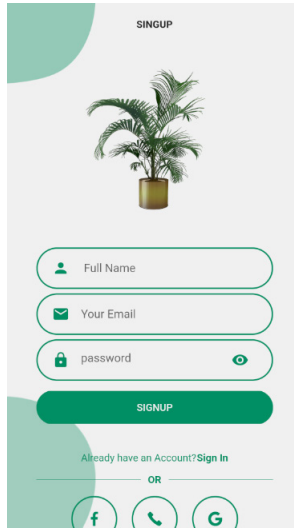 SINGUP
Full Name
Your Email
password
SIGNUP
Already have an Account?Sign In
OR
f
G